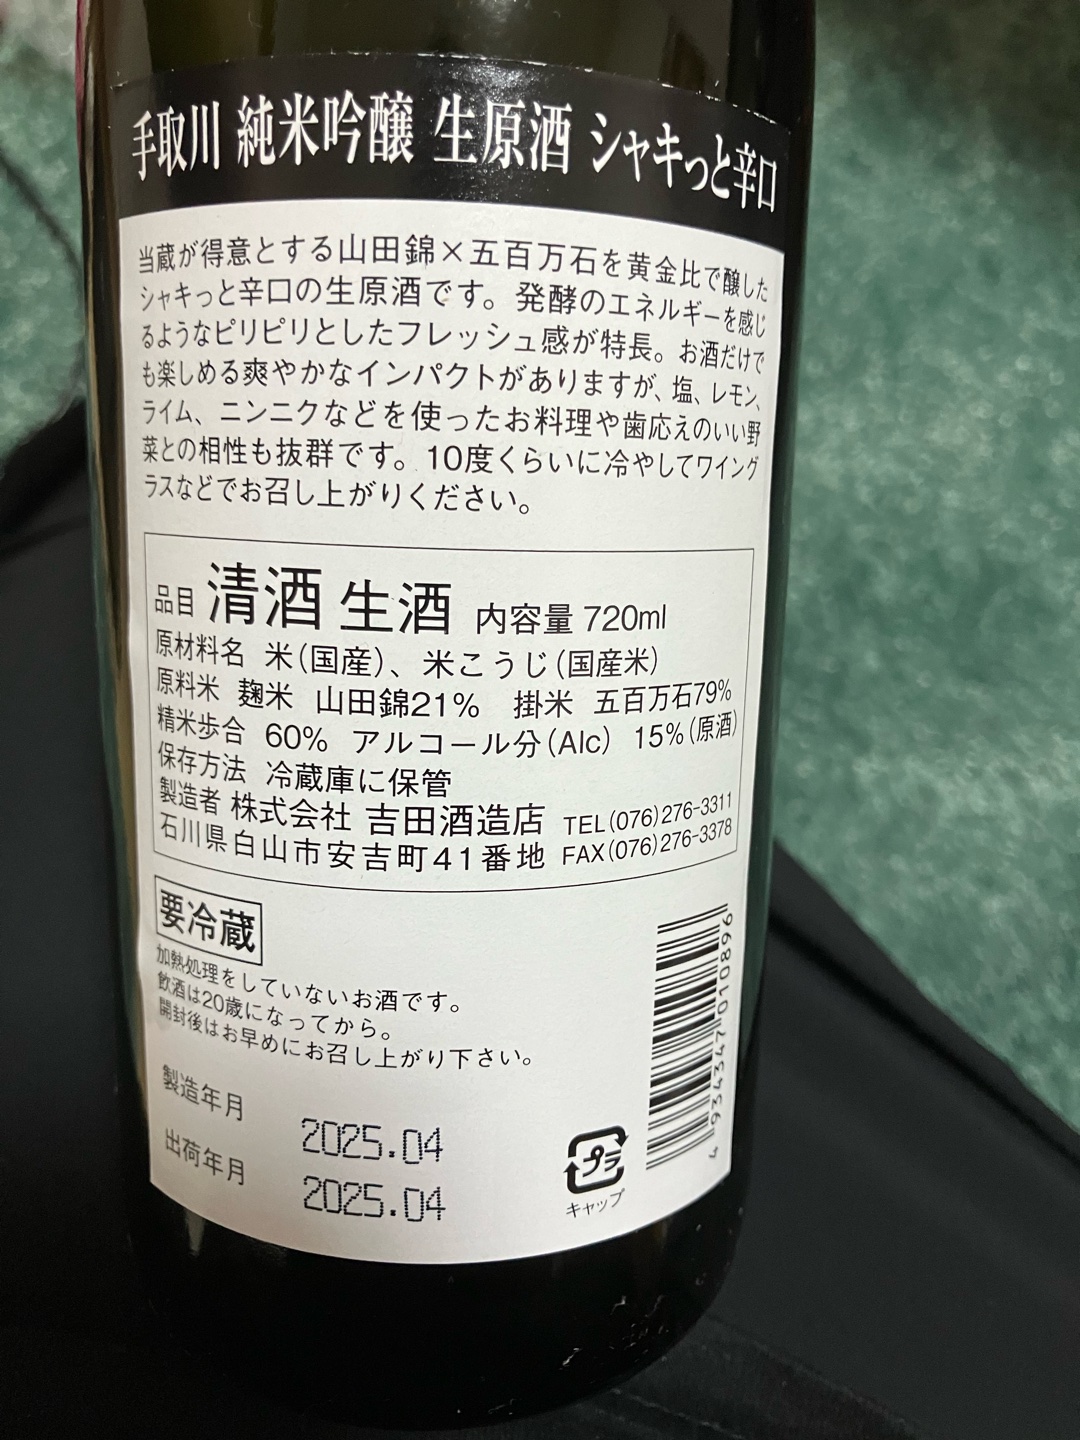 手取川 純米吟醸 生原酒 シャキっと辛口
当蔵が得意とする山田錦×五百万石を黄金比で醸した
シャキっと辛口の生原酒です。発酵のエネルギーを感じ
るようなピリピリとしたフレッシュ感が特長。お酒だけで
も楽しめる爽やかなインパクトがありますが、塩、レモン、
ライム、ニンニクなどを使ったお料理や歯応えのいい野
菜との相性も抜群です。10度くらいに冷やしてワイング
ラスなどでお召し上がりください。
品目 清酒 生酒 内容量 720ml
原材料名 米(国産)、米こうじ(国産米)
原料米 麹米 山田錦21% 掛米 五百万石79%
精米歩合 60% アルコール分(Alc) 15%(原酒)
保存方法 冷蔵庫に保管
製造者 株式会社 吉田酒造店 TEL(076)276-3311
石川県白山市安吉町41番地 FAX(076)276-3378
要冷蔵
加熱処理をしていないお酒です。
飲酒は20歳になってから。
開封後はお早めにお召し上がり下さい。
製造年月 2025.04
出荷年月 2025.04
プラ
キャップ
4 934347 010896